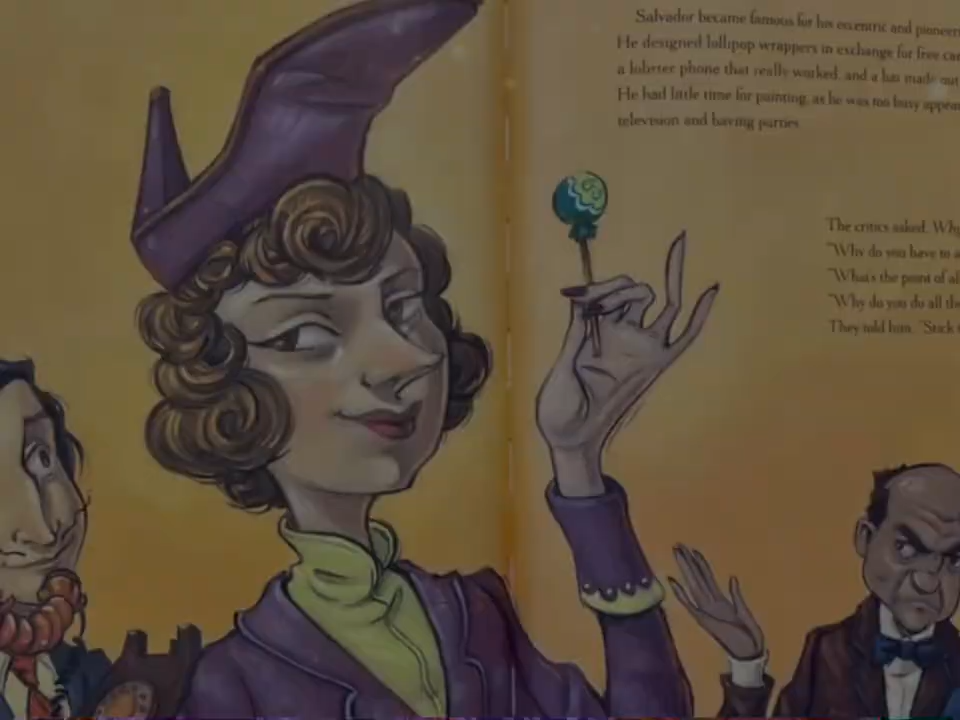 Salvador became famous for his eccentric and
He designed lollipop wrappers in exchange for free
a lobster phone that really worked, and a hat made out
He had little time for painting, as he was too busy
television and having parties.
The critics asked,
"Why do you have to
"What's the point of
"Why do you do all
They told him, "Stick